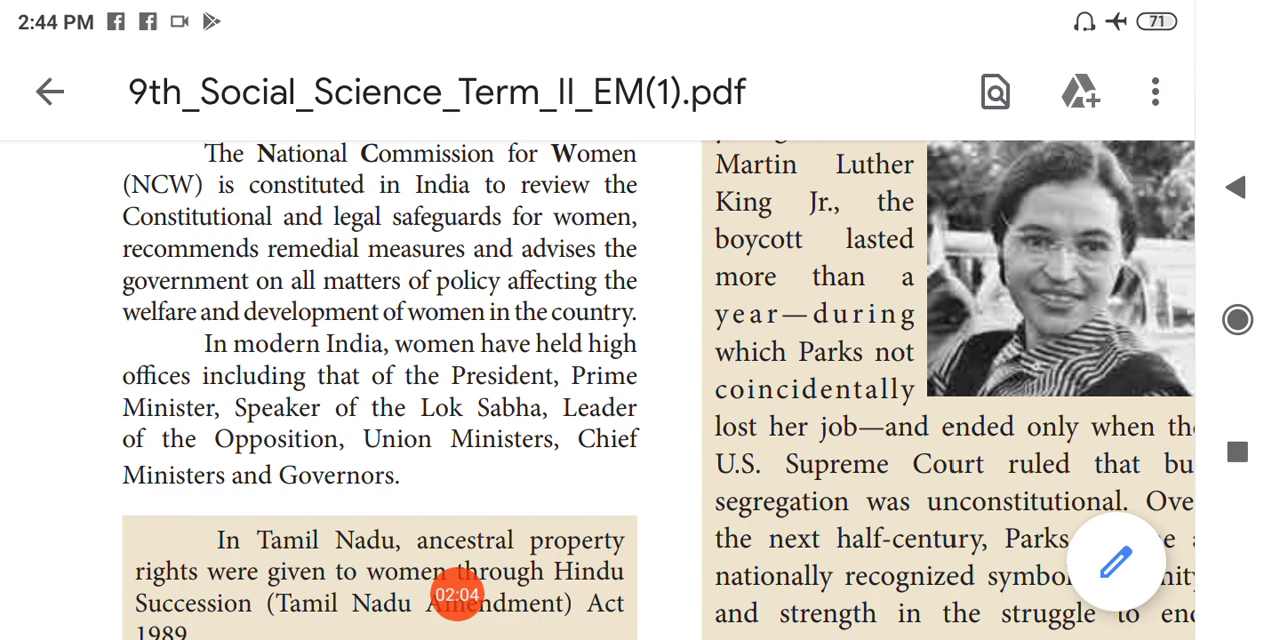 2:44 PM
71
9th_Social_Science_Term_II_EM(1).pdf
The National Commission for Women
(NCW) is constituted in India to review the
Constitutional and legal safeguards for women,
recommends remedial measures and advises the
government on all matters of policy affecting the
welfare and development of women in the country.
In modern India, women have held high
offices including that of the President, Prime
Minister, Speaker of the Lok Sabha, Leader
of the Opposition, Union Ministers, Chief
Ministers and Governors.
In Tamil Nadu, ancestral property
rights were given to women through Hindu
Succession (Tamil Nadu Amendment) Act
1989
02:04
Martin Luther
King Jr., the
boycott lasted
more than a
year—during
which Parks not
coincidentally
lost her job—and ended only when
U.S. Supreme Court ruled that
segregation was unconstitutional.
the next half-century, Parks
nationally recognized
and strength in the struggle to